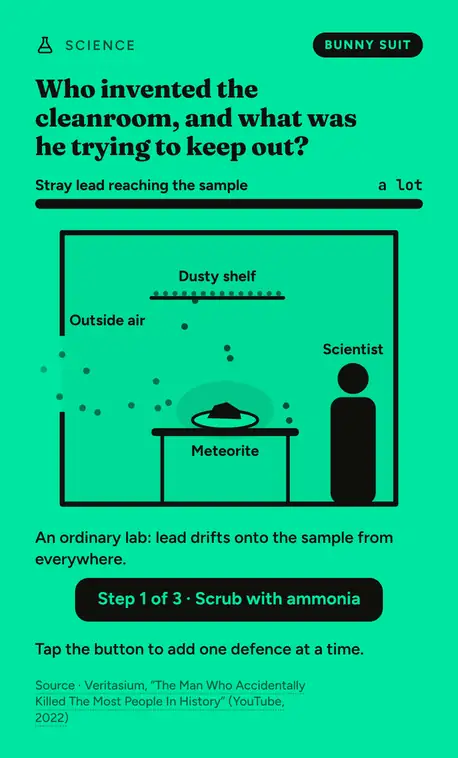 SCIENCE
BUNNY SUIT
Who invented the
cleanroom, and what was
he trying to keep out?
Stray lead reaching the sample
a lot
Dusty shelf
Outside air
Scientist
Meteorite
An ordinary lab: lead drifts onto the sample from
everywhere.
Step 1 of 3 · Scrub with ammonia
Tap the button to add one defence at a time.
Source · Veritasium, “The Man Who Accidentally
Killed The Most People In History” (YouTube,
2022)